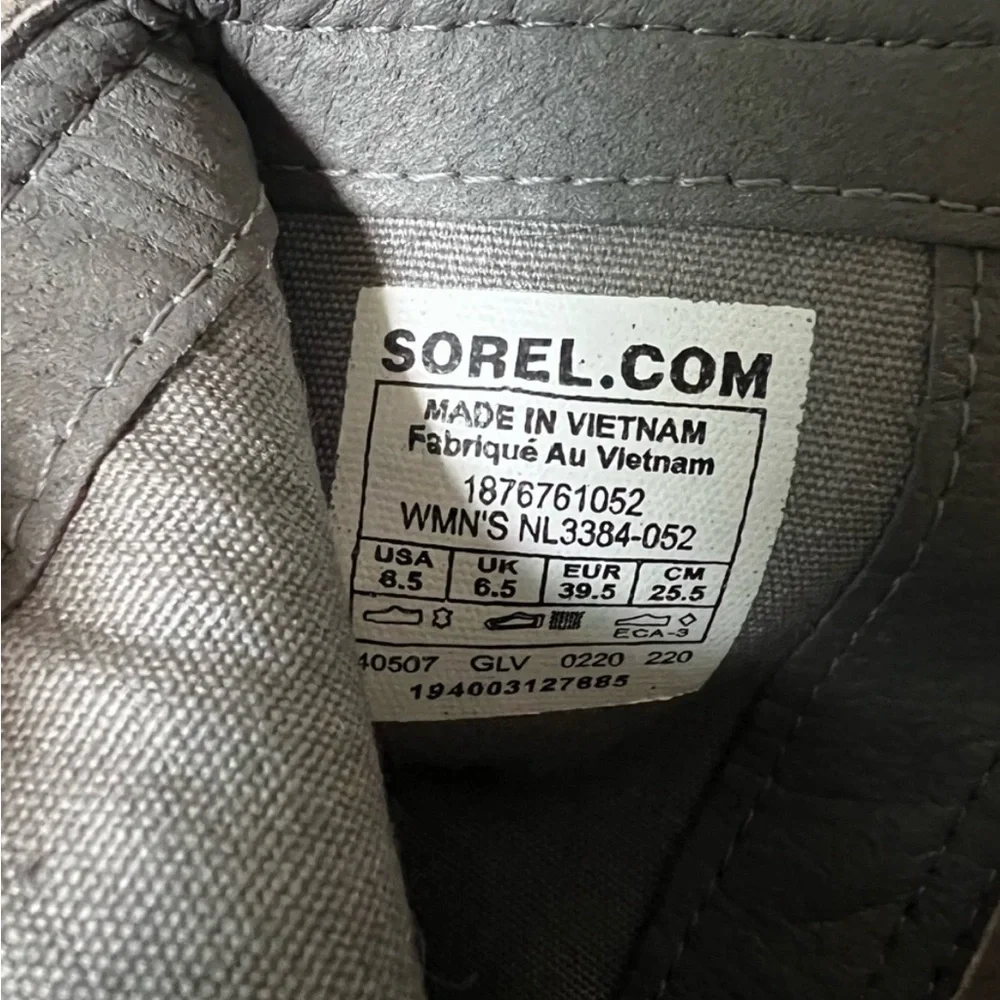 SOREL.COM
MADE IN VIETNAM
Fabriqué Au Vietnam
1876761052
WMN'S NL3384-052
USA UK EUR CM
8.5 6.5 39.5 25.5
ECA-3
40507 GLV 0220 220
194003127885